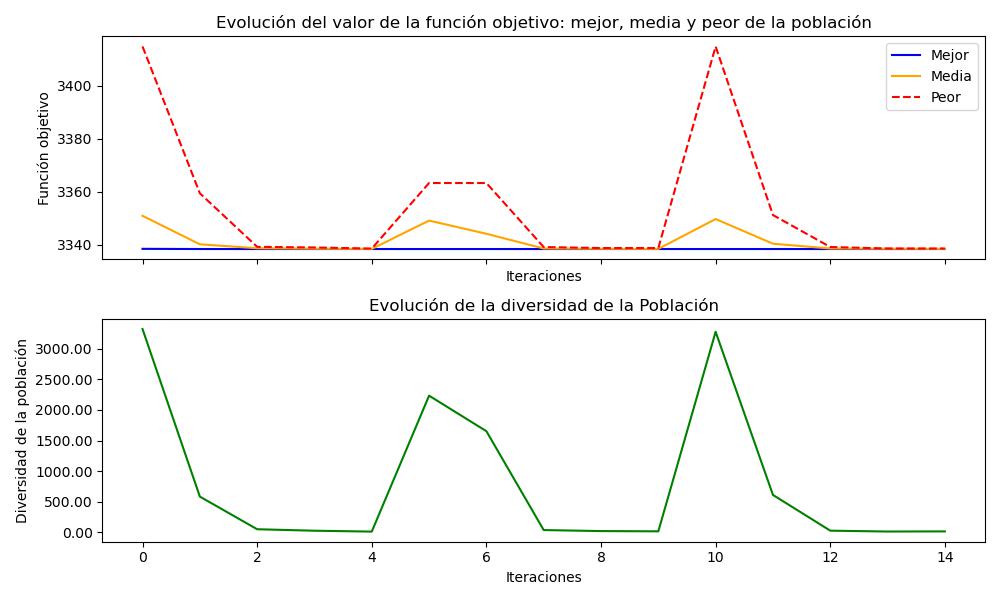 Evolución del valor de la función objetivo: mejor, media y peor de la población
Función objetivo
3400
3380
3360
3340
Mejor
Media
Peor
Iteraciones
Evolución de la diversidad de la Población
Diversidad de la población
3000.00
2500.00
2000.00
1500.00
1000.00
500.00
0.00
0 2 4 6 8 10 12 14
Iteraciones